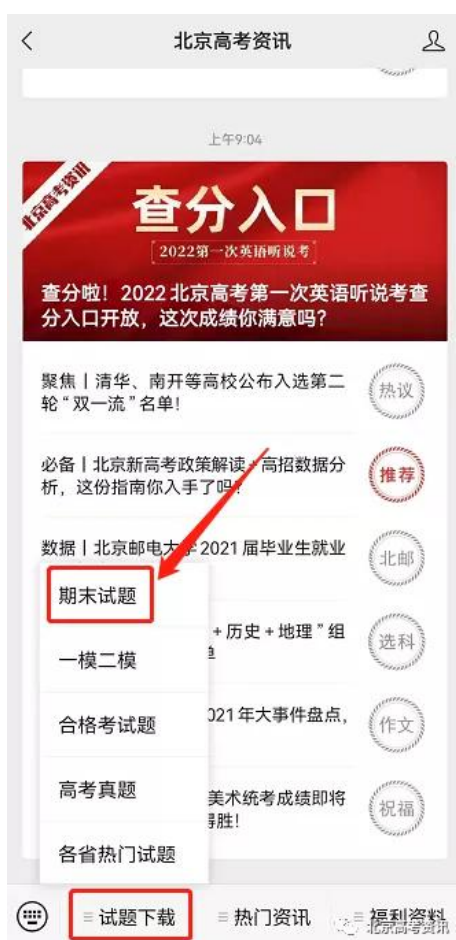 北京高考资讯
上午9:04
北京高考资讯
查分入口
2022第一次英语听说考
查分啦!2022北京高考第一次英语听说考查
分入口开放,这次成绩你满意吗?
聚焦丨清华、南开等高校公布入选第二
轮“双一流”名单!
热议
必备丨北京新高考政策解读+高招数据分
析,这份指南你入手了吗?
推荐
数据丨北京邮电大学2021届毕业生就业
北邮
期末试题
+历史+地理”组
选科
一模二模
合格考试题
021年大事件盘点,
作文
高考真题
美术统考成绩即将
得胜!
祝福
各省热门试题
试题下载
热门资讯
福利资料
北京高考资讯